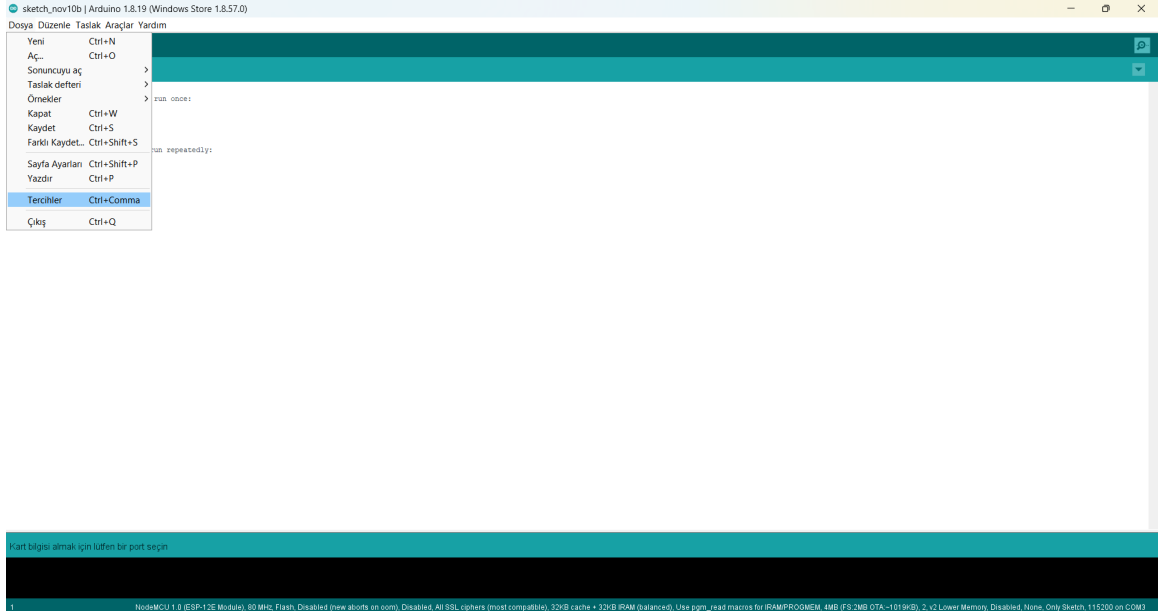 sketch_nov10b | Arduino 1.8.19 (Windows Store 1.8.57.0)
Dosya Düzenle Taslak Araçlar Yardım
Yeni Ctrl+N
Aç... Ctrl+O
Sonuncuyu aç
Taslak defteri
Örnekler
run once:
Kapat Ctrl+W
Kaydet Ctrl+S
Farklı Kaydet... Ctrl+Shift+S
run repeatedly:
Sayfa Ayarları Ctrl+Shift+P
Yazdır Ctrl+P
Tercihler Ctrl+Comma
Çıkış Ctrl+Q
Kart bilgisi almak için lütfen bir port seçin
1 NodeMCU 1.0 (ESP-12E Module), 80 MHz, Flash, Disabled (new aborts on oom), Disabled, All SSL ciphers (most compatible), 32KB cache + 32KB IRAM (balanced), Use pgm_read macros for IRAM/PROGMEM, 4MB (FS:2MB OTA:~1019KB), 2, v2 Lower Memory, Disabled, None, Only Sketch, 115200 on COM3